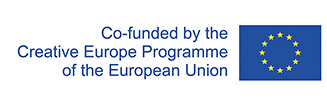 Co-funded by the
Creative Europe Programme
of the European Union